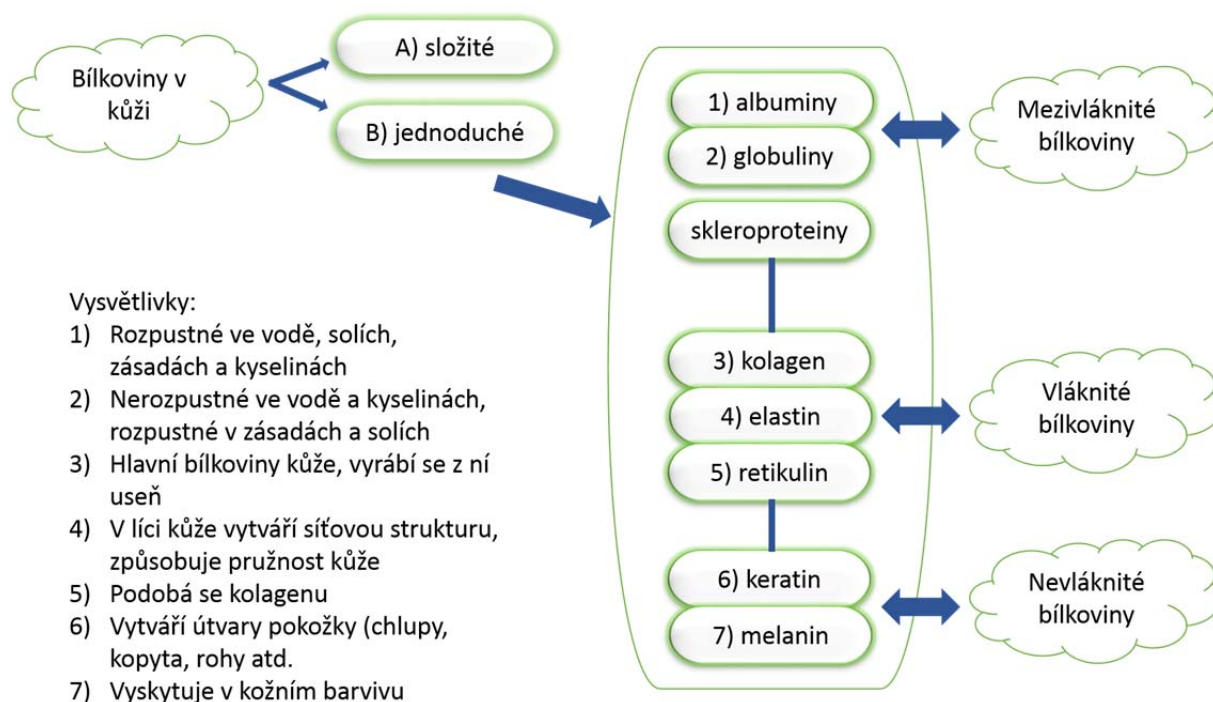 Bílkoviny v
kůži
A) složité
B) jednoduché
1) albuminy
2) globuliny
skleroproteiny
3) kolagen
4) elastin
5) retikulin
6) keratin
7) melanin
Mezivláknité
bílkoviny
Vláknité
bílkoviny
Nevláknité
bílkoviny
Vysvětlivky:
1) Rozpustné ve vodě, solích,
zásadách a kyselinách
2) Nerozpustné ve vodě a kyselinách,
rozpustné v zásadách a solích
3) Hlavní bílkoviny kůže, vyrábí se z ní
useň
4) V líci kůže vytváří síťovou strukturu,
způsobuje pružnost kůže
5) Podobá se kolagenu
6) Vytváří útvary pokožky (chlupy,
kopyta, rohy atd.
7) Vyskytuje v kožním barvivu